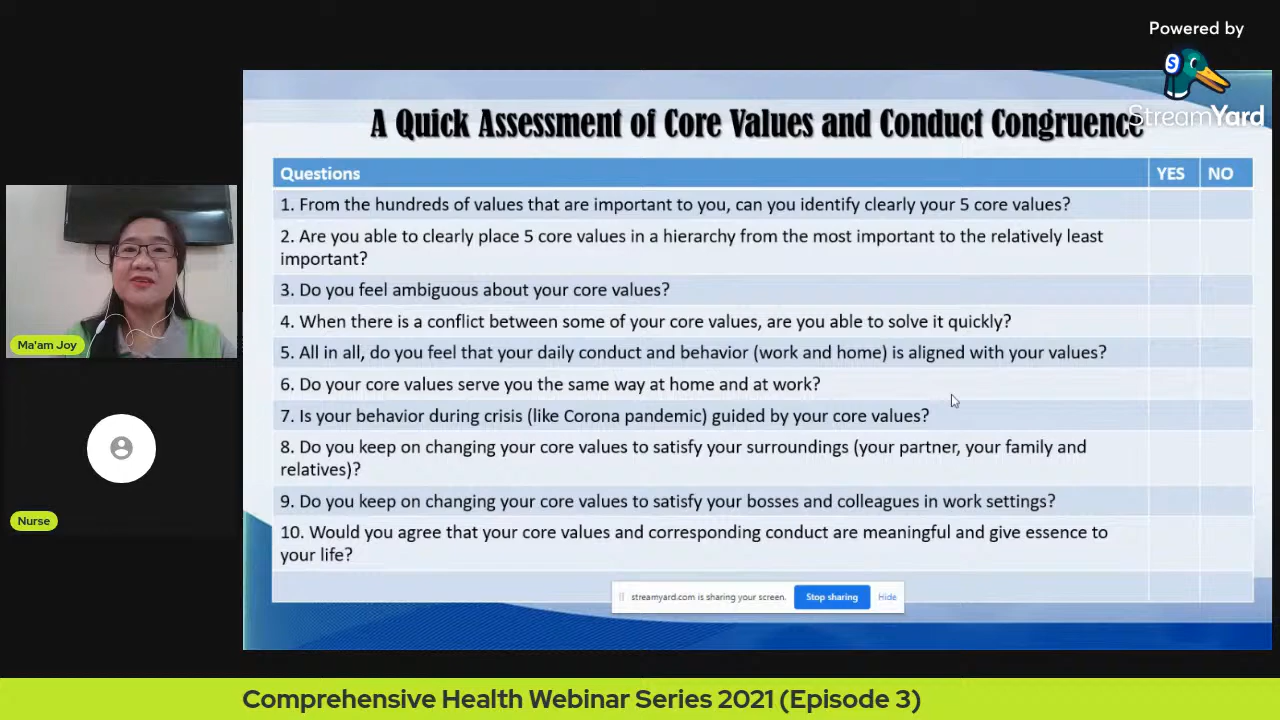 Powered by
S
StreamYard
A Quick Assessment of Core Values and Conduct Congruence
Questions YES NO
1. From the hundreds of values that are important to you, can you identify clearly your 5 core values?
2. Are you able to clearly place 5 core values in a hierarchy from the most important to the relatively least
important?
3. Do you feel ambiguous about your core values?
4. When there is a conflict between some of your core values, are you able to solve it quickly?
5. All in all, do you feel that your daily conduct and behavior (work and home) is aligned with your values?
6. Do your core values serve you the same way at home and at work?
7. Is your behavior during crisis (like Corona pandemic) guided by your core values?
8. Do you keep on changing your core values to satisfy your surroundings (your partner, your family and
relatives)?
9. Do you keep on changing your core values to satisfy your bosses and colleagues in work settings?
10. Would you agree that your core values and corresponding conduct are meaningful and give essence to
your life?
streamyard.com is sharing your screen. Stop sharing Hide
Ma'am Joy
Nurse
Comprehensive Health Webinar Series 2021 (Episode 3)